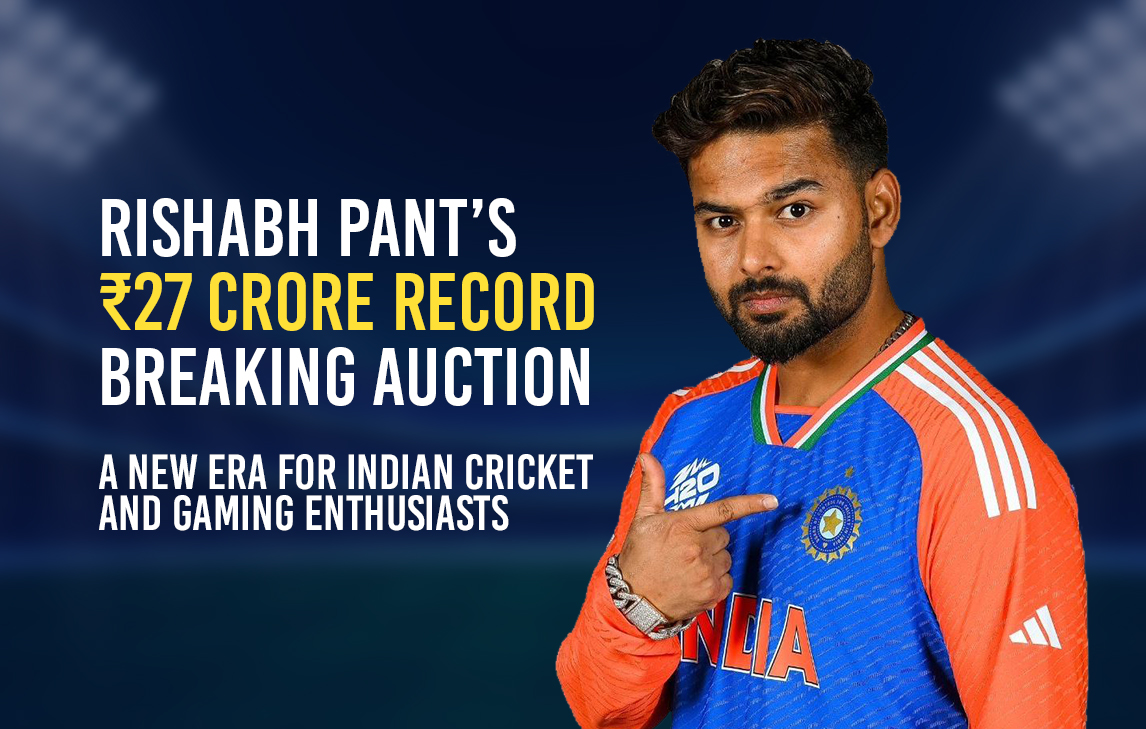 RISHABH PANT'S
₹27 CRORE RECORD
BREAKING AUCTION
A NEW ERA FOR INDIAN CRICKET
AND GAMING ENTHUSIASTS
T20
INDIA